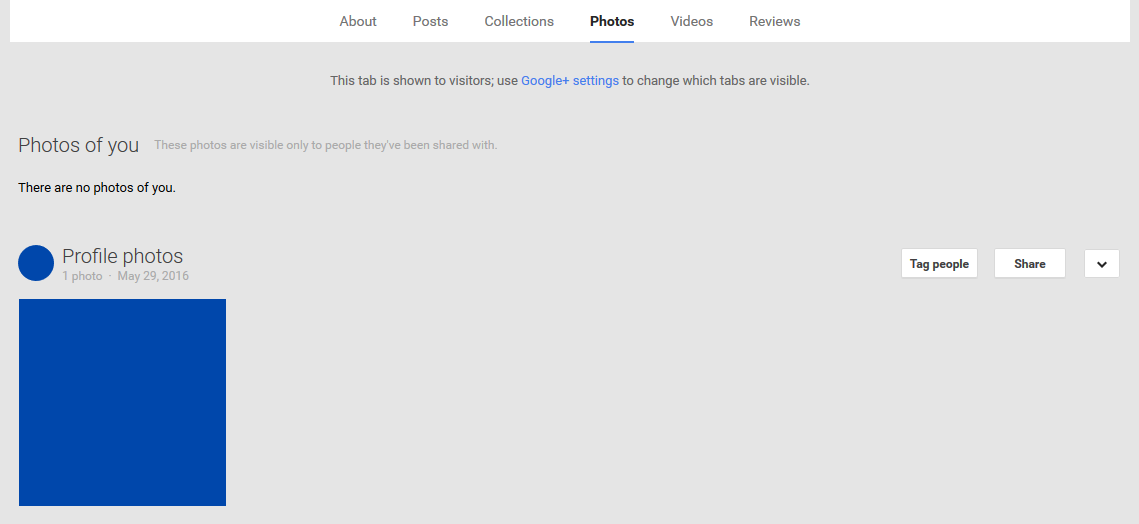 About Posts Collections Photos Videos Reviews
This tab is shown to visitors; use Google+ settings to change which tabs are visible.
Photos of you These photos are visible only to people they've been shared with.
There are no photos of you.
Profile photos
1 photo · May 29, 2016
Tag people Share